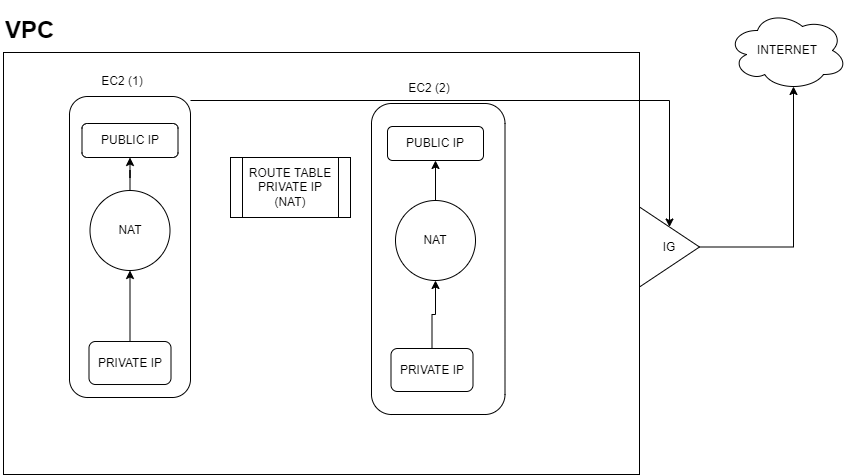 VPC
INTERNET
EC2 (1)
EC2 (2)
PUBLIC IP
PUBLIC IP
ROUTE TABLE
PRIVATE IP
(NAT)
NAT
NAT
IG
PRIVATE IP
PRIVATE IP